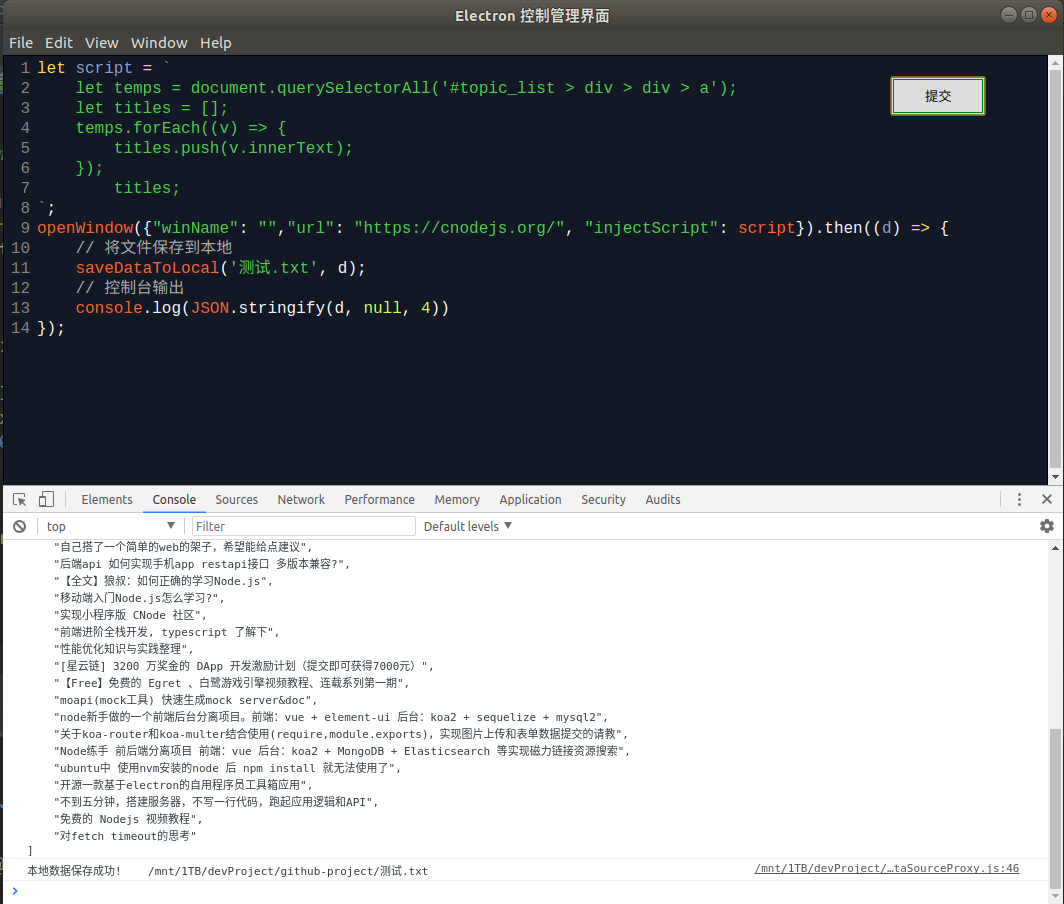 Electron 控制管理界面
File Edit View Window Help
1 let script = `
2 let temps = document.querySelectorAll('#topic_list > div > div > a');
提交
3 let titles = [];
4 temps.forEach((v) => {
5 titles.push(v.innerText);
6 });
7 titles;
8 `;
9 openWindow({"winName": "","url": "https://cnodejs.org/", "injectScript": script}).then((d) => {
10 // 将文件保存到本地
11 saveDataToLocal('测试.txt', d);
12 // 控制台输出
13 console.log(JSON.stringify(d, null, 4))
14 });
Elements Console Sources Network Performance Memory Application Security Audits
top Filter Default levels
"自己搭了一个简单的web的架子，希望能给点建议",
"后端api 如何实现手机app restapi接口 多版本兼容?",
"【全文】狼叔：如何正确的学习Node.js",
"移动端入门Node.js怎么学习?",
"实现小程序版 CNode 社区",
"前端进阶全栈开发, typescript 了解下",
"性能优化知识与实践整理",
"[星云链] 3200 万奖金的 DApp 开发激励计划（提交即可获得7000元）",
"【Free】免费的 Egret 、白鹭游戏引擎视频教程、连载系列第一期",
"moapi(mock工具) 快速生成mock server&doc",
"node新手做的一个前端后台分离项目。前端：vue + element-ui 后台：koa2 + sequelize + mysql2",
"关于koa-router和koa-multer结合使用(require,module.exports)，实现图片上传和表单数据提交的请教",
"Node练手 前后端分离项目 前端：vue 后台：koa2 + MongoDB + Elasticsearch 等实现磁力链接资源搜索",
"ubuntu中 使用nvm安装的node 后 npm install 就无法使用了",
"开源一款基于electron的自用程序员工具箱应用",
"不到五分钟，搭建服务器，不写一行代码，跑起应用逻辑和API",
"免费的 Nodejs 视频教程",
"对fetch timeout的思考"
]
本地数据保存成功! /mnt/1TB/devProject/github-project/测试.txt /mnt/1TB/devProject/…taSourceProxy.js:46